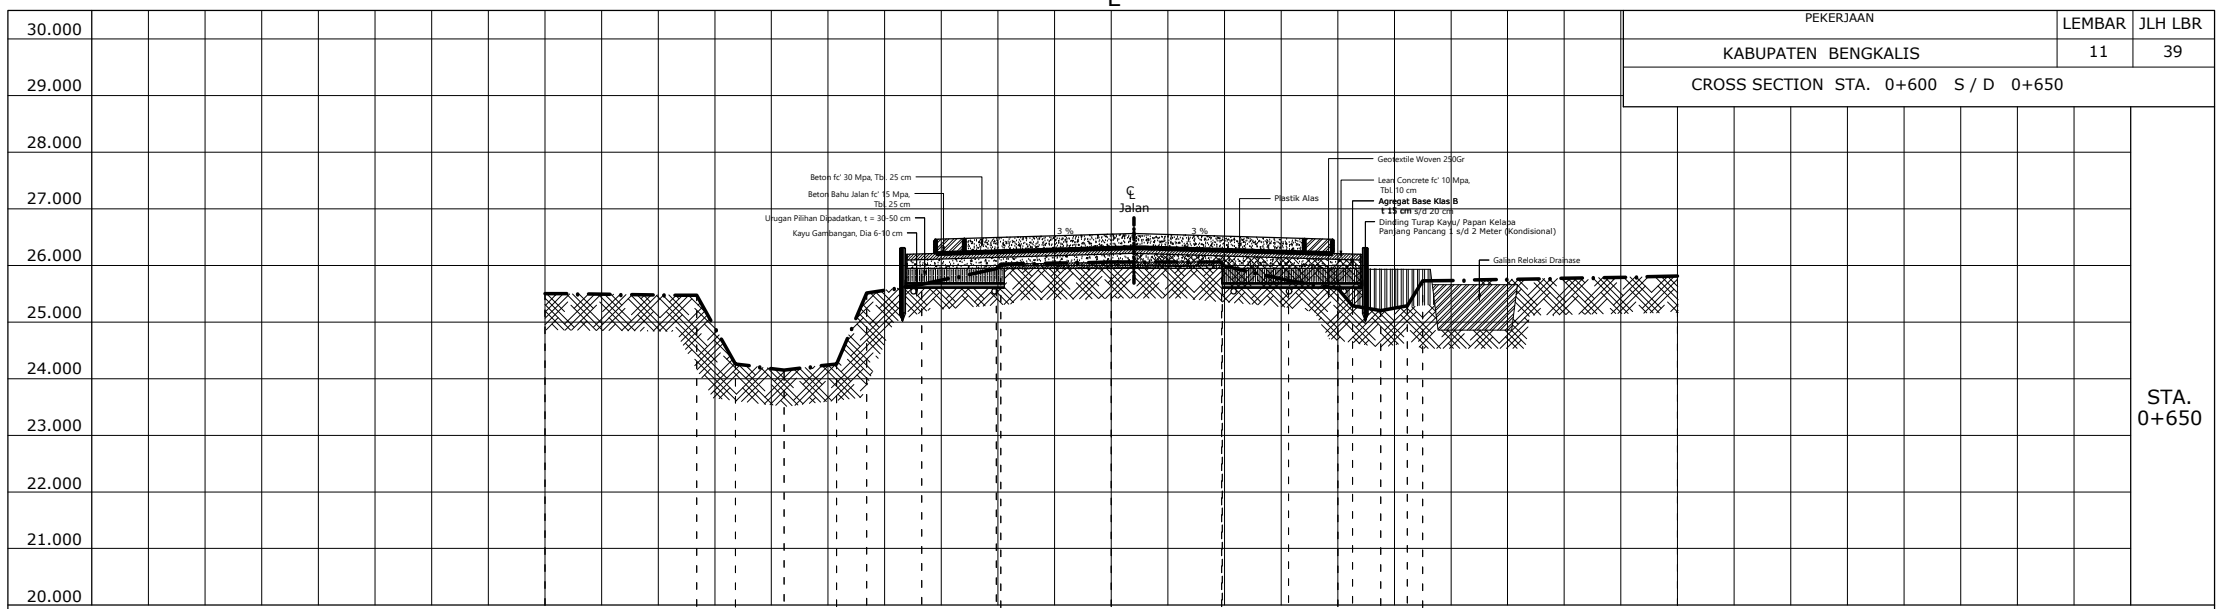 PEKERJAAN
LEMBAR JLH LBR
KABUPATEN BENGKALIS 11 39
CROSS SECTION STA. 0+600 S / D 0+650
30.000
29.000
28.000
27.000
26.000
25.000
24.000
23.000
22.000
21.000
20.000
Beton fc' 30 Mpa, Tbl. 25 cm
Beton Bahu Jalan fc' 15 Mpa,
Tbl. 25 cm
Urugan Pilihan Dipadatkan, t = 30-50 cm
Kayu Gambangan, Dia 6-10 cm
℄
Jalan
3 %
3 %
Plastik Alas
Geotextile Woven 250Gr
Lean Concrete fc' 10 Mpa,
Tbl. 10 cm
Agregat Base Klas B
t 15 cm s/d 20 cm
Dinding Turap Kayu/ Papan Kelapa
Panjang Pancang 1 s/d 2 Meter (Kondisional)
Galian Relokasi Drainase
STA.
0+650